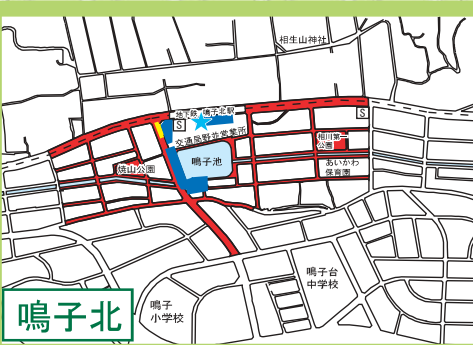 相生山神社
地下鉄 鳴子北駅
S
S
交通局野並営業所
相川第一
公園
鳴子池
焼山公園
あいかわ
保育園
鳴子台
中学校
鳴子
小学校
鳴子北